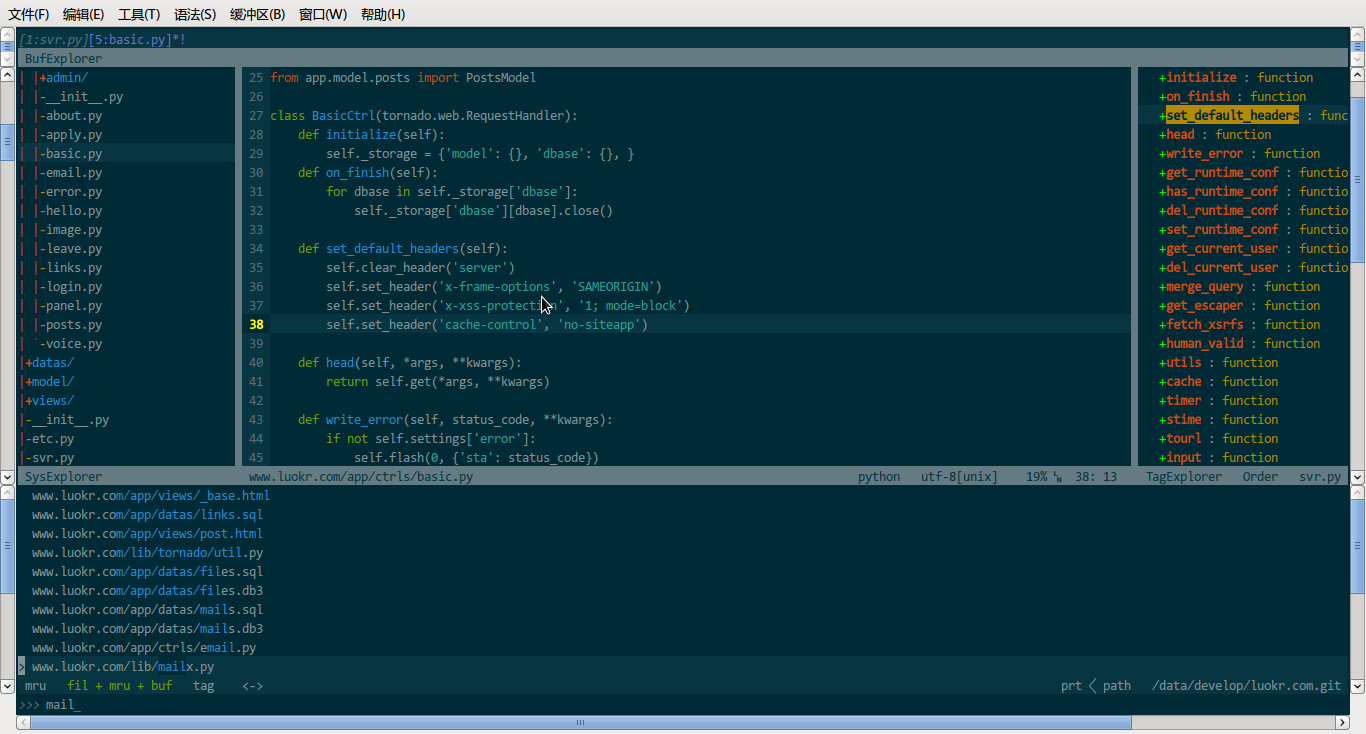 文件(F) 编辑(E) 工具(T) 语法(S) 缓冲区(B) 窗口(W) 帮助(H)
[1:svr.py][5:basic.py]*!
BufExplorer
| |+admin/
| |-__init__.py
| |-about.py
| |-apply.py
| |-basic.py
| |-email.py
| |-error.py
| |-hello.py
| |-image.py
| |-leave.py
| |-links.py
| |-login.py
| |-panel.py
| |-posts.py
| `-voice.py
|+datas/
|+model/
|+views/
|-__init__.py
|-etc.py
|-svr.py
SysExplorer
25 from app.model.posts import PostsModel
26
27 class BasicCtrl(tornado.web.RequestHandler):
28     def initialize(self):
29         self._storage = {'model': {}, 'dbase': {}, }
30     def on_finish(self):
31         for dbase in self._storage['dbase']:
32             self._storage['dbase'][dbase].close()
33
34     def set_default_headers(self):
35         self.clear_header('server')
36         self.set_header('x-frame-options', 'SAMEORIGIN')
37         self.set_header('x-xss-protection', '1; mode=block')
38         self.set_header('cache-control', 'no-siteapp')
39
40     def head(self, *args, **kwargs):
41         return self.get(*args, **kwargs)
42
43     def write_error(self, status_code, **kwargs):
44         if not self.settings['error']:
45             self.flash(0, {'sta': status_code})
www.luokr.com/app/ctrls/basic.py python utf-8[unix] 19% ␤ 38: 13
+initialize : function
+on_finish : function
+set_default_headers : func
+head : function
+write_error : function
+get_runtime_conf : functio
+has_runtime_conf : functio
+del_runtime_conf : functio
+set_runtime_conf : functio
+get_current_user : functio
+del_current_user : functio
+merge_query : function
+get_escaper : function
+fetch_xsrfs : function
+human_valid : function
+utils : function
+cache : function
+timer : function
+stime : function
+tourl : function
+input : function
TagExplorer Order svr.py
www.luokr.com/app/views/_base.html
www.luokr.com/app/datas/links.sql
www.luokr.com/app/views/post.html
www.luokr.com/lib/tornado/util.py
www.luokr.com/app/datas/files.sql
www.luokr.com/app/datas/files.db3
www.luokr.com/app/datas/mails.sql
www.luokr.com/app/datas/mails.db3
www.luokr.com/app/ctrls/email.py
> www.luokr.com/lib/mailx.py
mru fil + mru + buf tag <-> prt < path /data/develop/luokr.com.git
>>> mail_